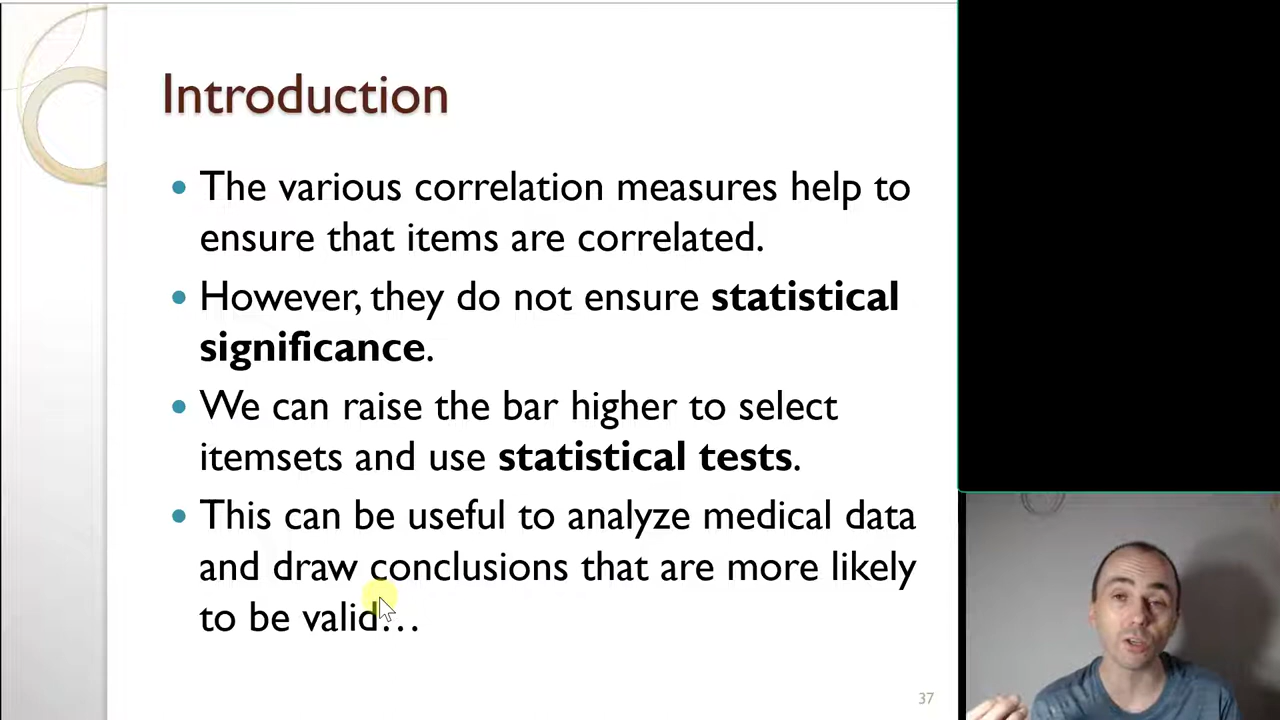 Introduction
• The various correlation measures help to
ensure that items are correlated.
• However, they do not ensure statistical
significance.
• We can raise the bar higher to select
itemsets and use statistical tests.
• This can be useful to analyze medical data
and draw conclusions that are more likely
to be valid…
37